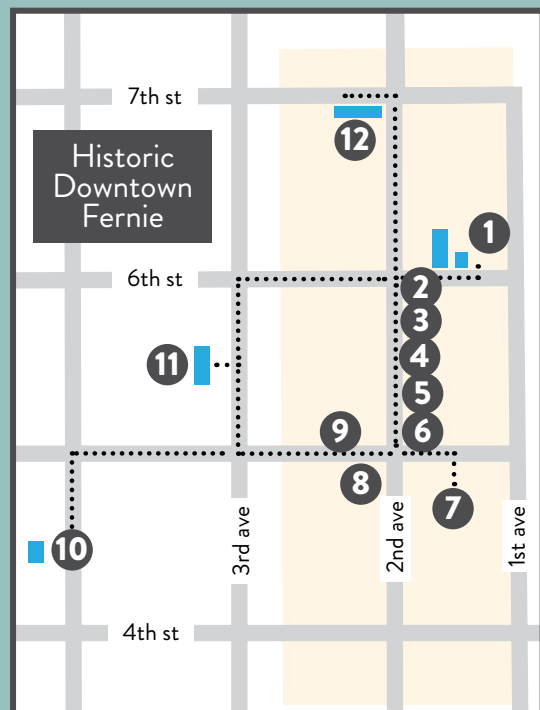 7th st
12
Historic
Downtown
Fernie
1
6th st
2
3
11
4
5
9
6
8
7
3rd ave
2nd ave
1st ave
10
4th st